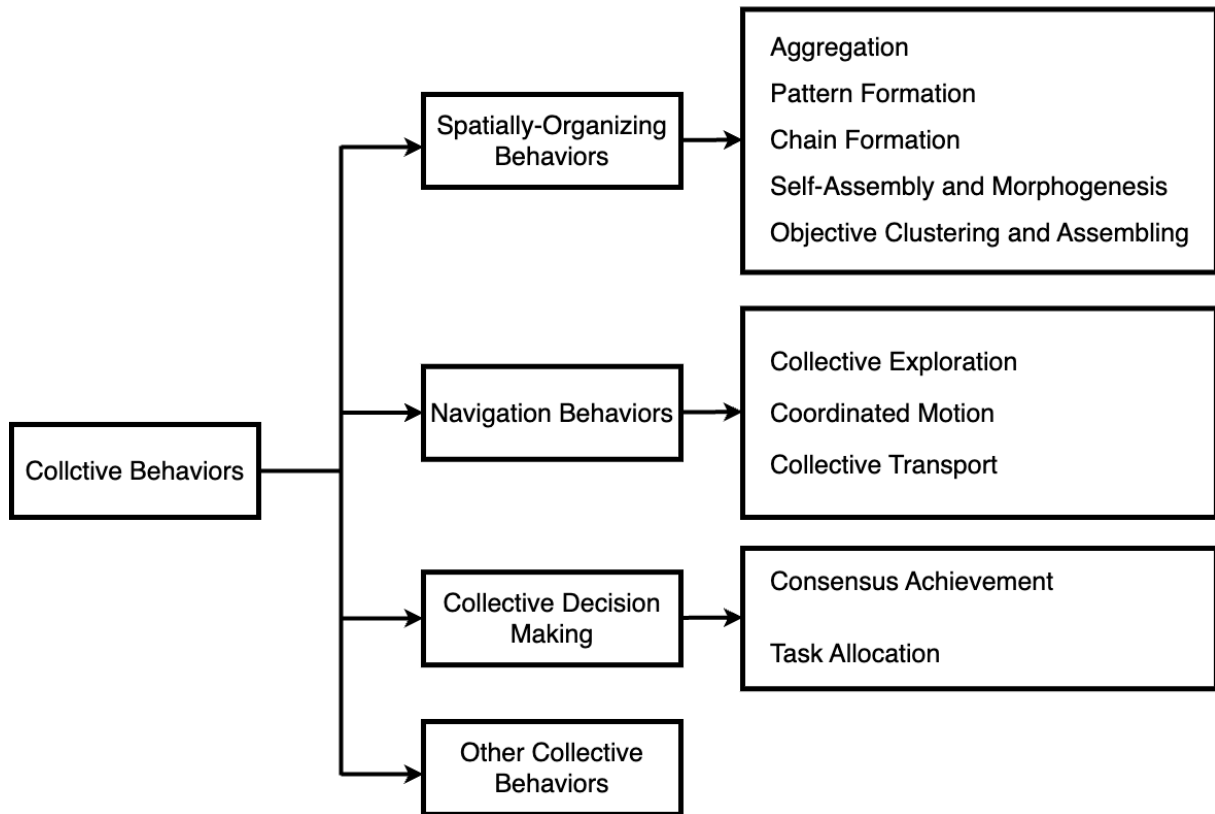 Collctive Behaviors
Spatially-Organizing
Behaviors
Aggregation
Pattern Formation
Chain Formation
Self-Assembly and Morphogenesis
Objective Clustering and Assembling
Navigation Behaviors
Collective Exploration
Coordinated Motion
Collective Transport
Collective Decision
Making
Consensus Achievement
Task Allocation
Other Collective
Behaviors